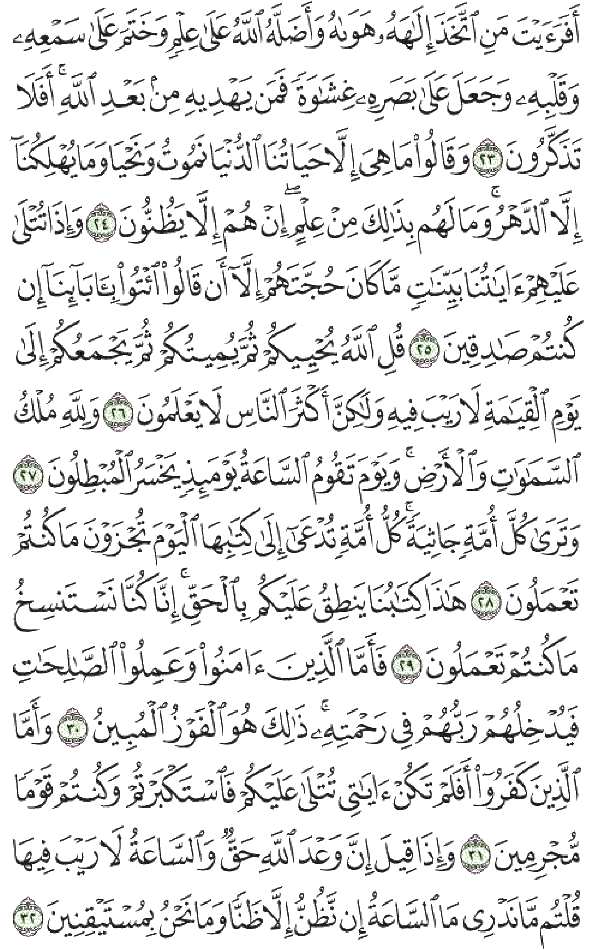 أَفَرَءَيْتَ مَنِ ٱتَّخَذَ إِلَٰهَهُۥ هَوَىٰهُ وَأَضَلَّهُ ٱللَّهُ عَلَىٰ عِلْمٍ وَخَتَمَ عَلَىٰ سَمْعِهِۦ
وَقَلْبِهِۦ وَجَعَلَ عَلَىٰ بَصَرِهِۦ غِشَٰوَةً فَمَن يَهْدِيهِ مِنۢ بَعْدِ ٱللَّهِ ۚ أَفَلَا
تَذَكَّرُونَ ٢٣ وَقَالُوا۟ مَا هِىَ إِلَّا حَيَاتُنَا ٱلدُّنْيَا نَمُوتُ وَنَحْيَا وَمَا يُهْلِكُنَآ
إِلَّا ٱلدَّهْرُ ۚ وَمَا لَهُم بِذَٰلِكَ مِنْ عِلْمٍ ۖ إِنْ هُمْ إِلَّا يَظُنُّونَ ٢٤ وَإِذَا تُتْلَىٰ
عَلَيْهِمْ ءَايَٰتُنَا بَيِّنَٰتٍ مَّا كَانَ حُجَّتَهُمْ إِلَّآ أَن قَالُوا۟ ٱئْتُوا۟ بِـَٔابَآئِنَآ إِن
كُنتُمْ صَٰدِقِينَ ٢٥ قُلِ ٱللَّهُ يُحْيِيكُمْ ثُمَّ يُمِيتُكُمْ ثُمَّ يَجْمَعُكُمْ إِلَىٰ
يَوْمِ ٱلْقِيَٰمَةِ لَا رَيْبَ فِيهِ وَلَٰكِنَّ أَكْثَرَ ٱلنَّاسِ لَا يَعْلَمُونَ ٢٦ وَلِلَّهِ مُلْكُ
ٱلسَّمَٰوَٰتِ وَٱلْأَرْضِ ۚ وَيَوْمَ تَقُومُ ٱلسَّاعَةُ يَوْمَئِذٍ يَخْسَرُ ٱلْمُبْطِلُونَ ٢٧
وَتَرَىٰ كُلَّ أُمَّةٍ جَاثِيَةً ۚ كُلُّ أُمَّةٍ تُدْعَىٰٓ إِلَىٰ كِتَٰبِهَا ٱلْيَوْمَ تُجْزَوْنَ مَا كُنتُمْ
تَعْمَلُونَ ٢٨ هَٰذَا كِتَٰبُنَا يَنطِقُ عَلَيْكُم بِٱلْحَقِّ ۚ إِنَّا كُنَّا نَسْتَنسِخُ
مَا كُنتُمْ تَعْمَلُونَ ٢٩ فَأَمَّا ٱلَّذِينَ ءَامَنُوا۟ وَعَمِلُوا۟ ٱلصَّٰلِحَٰتِ
فَيُدْخِلُهُمْ رَبُّهُمْ فِى رَحْمَتِهِۦ ۚ ذَٰلِكَ هُوَ ٱلْفَوْزُ ٱلْمُبِينُ ٣٠ وَأَمَّا
ٱلَّذِينَ كَفَرُوٓا۟ أَفَلَمْ تَكُنْ ءَايَٰتِى تُتْلَىٰ عَلَيْكُمْ فَٱسْتَكْبَرْتُمْ وَكُنتُمْ قَوْمًا
مُّجْرِمِينَ ٣١ وَإِذَا قِيلَ إِنَّ وَعْدَ ٱللَّهِ حَقٌّ وَٱلسَّاعَةُ لَا رَيْبَ فِيهَا
قُلْتُم مَّا نَدْرِى مَا ٱلسَّاعَةُ إِن نَّظُنُّ إِلَّا ظَنًّا وَمَا نَحْنُ بِمُسْتَيْقِنِينَ ٣٢